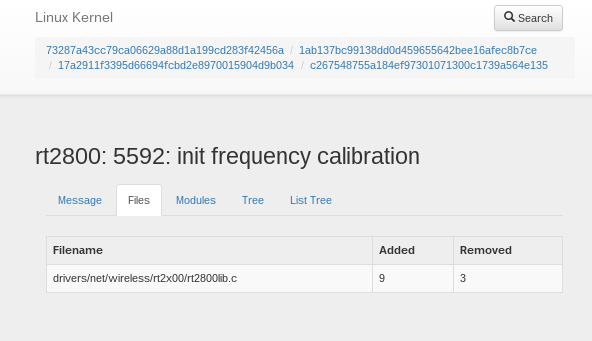 Linux Kernel
Search
73287a43cc79ca06629a88d1a199cd283f42456a / 1ab137bc99138dd0d459655642bee16afec8b7ce
/ 17a2911f3395d66694fcbd2e8970015904d9b034 / c267548755a184ef97301071300c1739a564e135
rt2800: 5592: init frequency calibration
Message Files Modules Tree List Tree
Filename Added Removed
drivers/net/wireless/rt2x00/rt2800lib.c 9 3